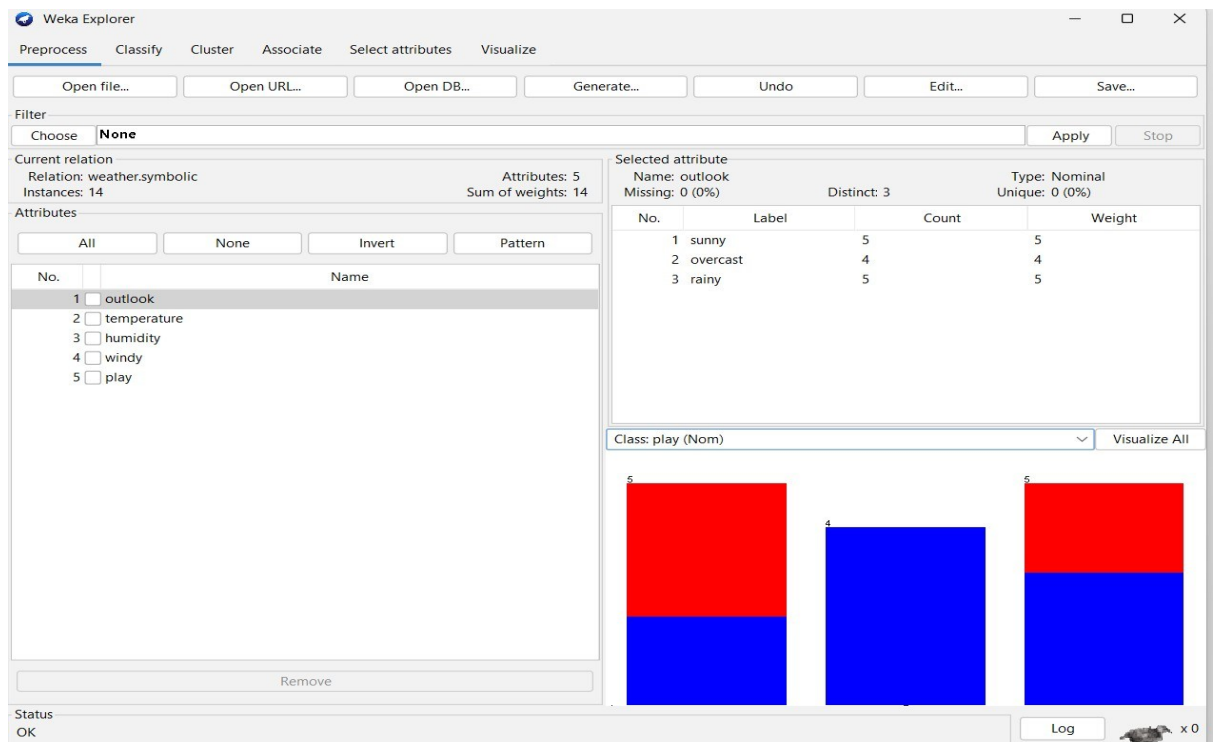 Weka Explorer
Preprocess Classify Cluster Associate Select attributes Visualize
Open file... Open URL... Open DB... Generate... Undo Edit... Save...
Filter
Choose None Apply Stop
Current relation
Relation: weather.symbolic Attributes: 5
Instances: 14 Sum of weights: 14
Attributes
All None Invert Pattern
No. Name
1 outlook
2 temperature
3 humidity
4 windy
5 play
Remove
Selected attribute
Name: outlook Type: Nominal
Missing: 0 (0%) Distinct: 3 Unique: 0 (0%)
No. Label Count Weight
1 sunny 5 5
2 overcast 4 4
3 rainy 5 5
Class: play (Nom) Visualize All
5 5
4
Status
OK Log x 0